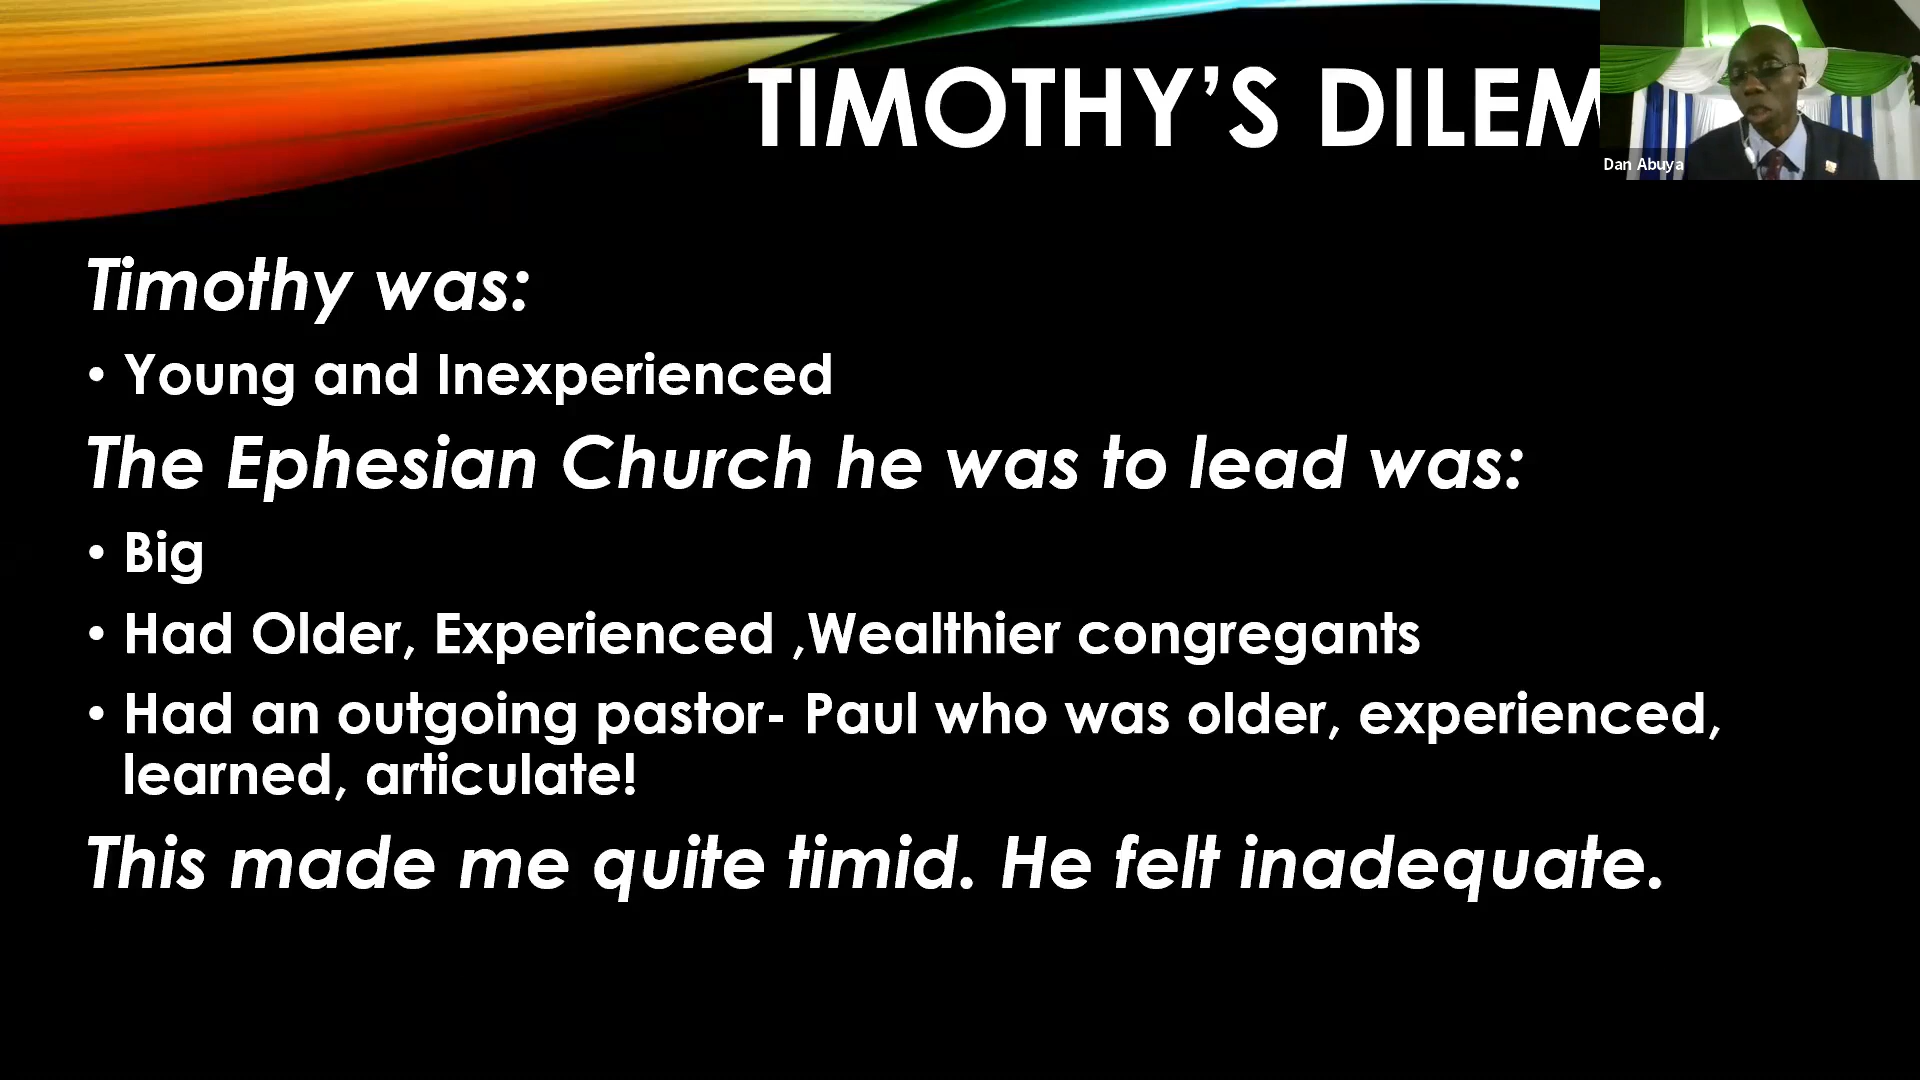 TIMOTHY’S DILEM
Dan Abuya
Timothy was:
• Young and Inexperienced
The Ephesian Church he was to lead was:
• Big
• Had Older, Experienced ,Wealthier congregants
• Had an outgoing pastor- Paul who was older, experienced,
learned, articulate!
This made me quite timid. He felt inadequate.